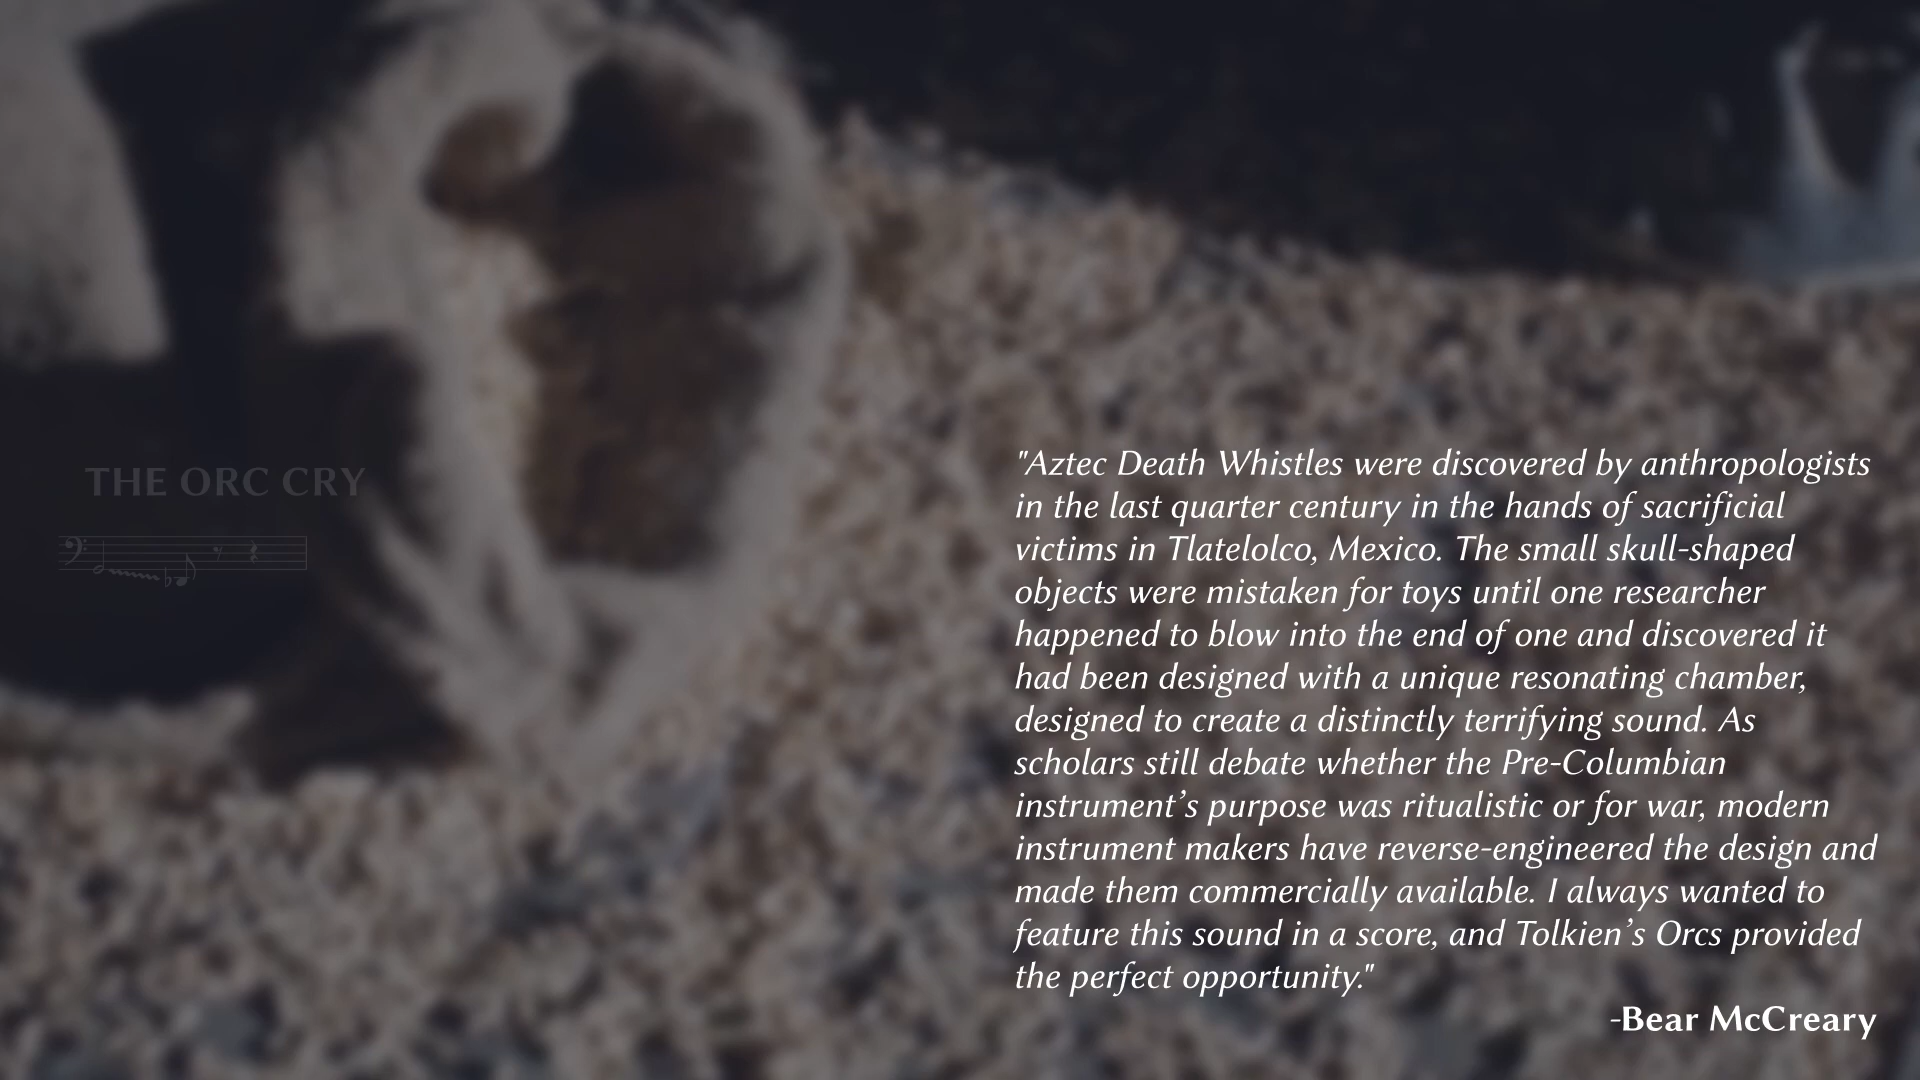 THE ORC CRY
"Aztec Death Whistles were discovered by anthropologists
in the last quarter century in the hands of sacrificial
victims in Tlatelolco, Mexico. The small skull-shaped
objects were mistaken for toys until one researcher
happened to blow into the end of one and discovered it
had been designed with a unique resonating chamber,
designed to create a distinctly terrifying sound. As
scholars still debate whether the Pre-Columbian
instrument’s purpose was ritualistic or for war, modern
instrument makers have reverse-engineered the design and
made them commercially available. I always wanted to
feature this sound in a score, and Tolkien’s Orcs provided
the perfect opportunity."
-Bear McCreary